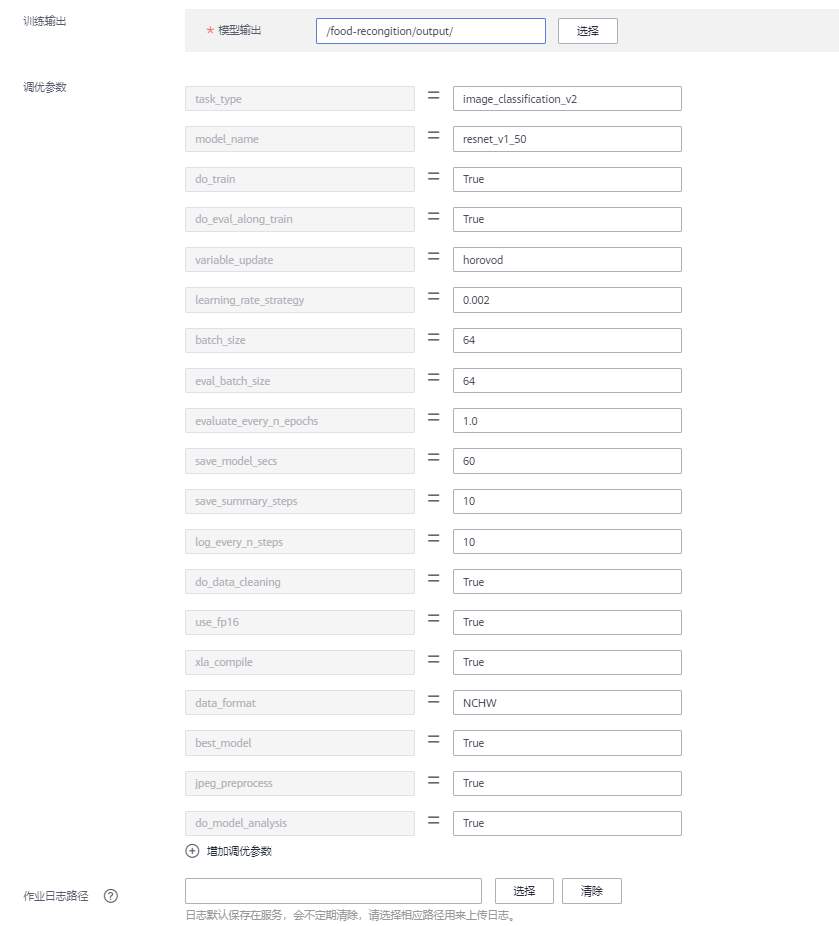 训练输出
* 模型输出 /food-recongition/output/ 选择
调优参数
task_type = image_classification_v2
model_name = resnet_v1_50
do_train = True
do_eval_along_train = True
variable_update = horovod
learning_rate_strategy = 0.002
batch_size = 64
eval_batch_size = 64
evaluate_every_n_epochs = 1.0
save_model_secs = 60
save_summary_steps = 10
log_every_n_steps = 10
do_data_cleaning = True
use_fp16 = True
xla_compile = True
data_format = NCHW
best_model = True
jpeg_preprocess = True
do_model_analysis = True
增加调优参数
作业日志路径 ? 选择 清除
日志默认保存在服务，会不定期清除，请选择相应路径用来上传日志。